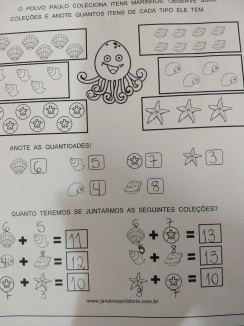 O POLVO PAULO COLECIONA ITENS MARINHOS. OBSERVE SUAS
COLEÇÕES E ANOTE QUANTOS ITENS DE CADA TIPO ELE TEM
ANOTE AS QUANTIDADES!
6 5 7 3
4 8
QUANTO TEREMOS SE JUNTARMOS AS SEGUINTES COLEÇÕES?
6 5 6 7
+ = 11 + = 13
4 8 5 8
+ = 12 + = 13
7 3 3 7
+ = 10 + = 10
www.janainaspolidorio.com.br